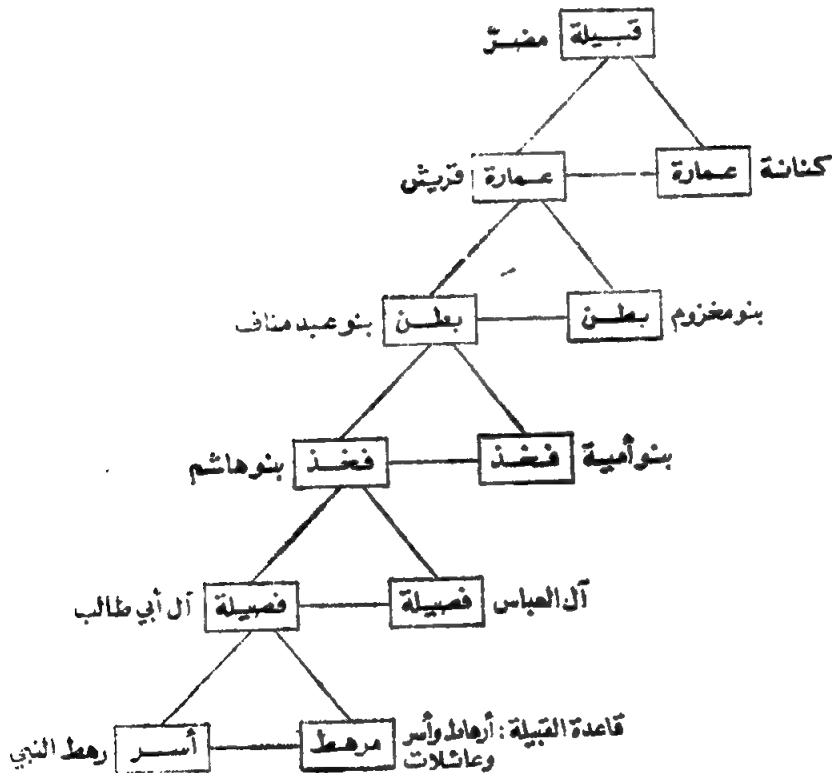 قبيلة مضرّ
كنانة عمارة عمارة قريش
بنو مخزوم بطن بطن بنو عبد مناف
بنو أمية فخذ فخذ بنو هاشم
آل العباس فصيلة فصيلة آل أبي طالب
قاعدة القبيلة : أرهاط وأسر مرهط أسر رهط النبي
وعائلات